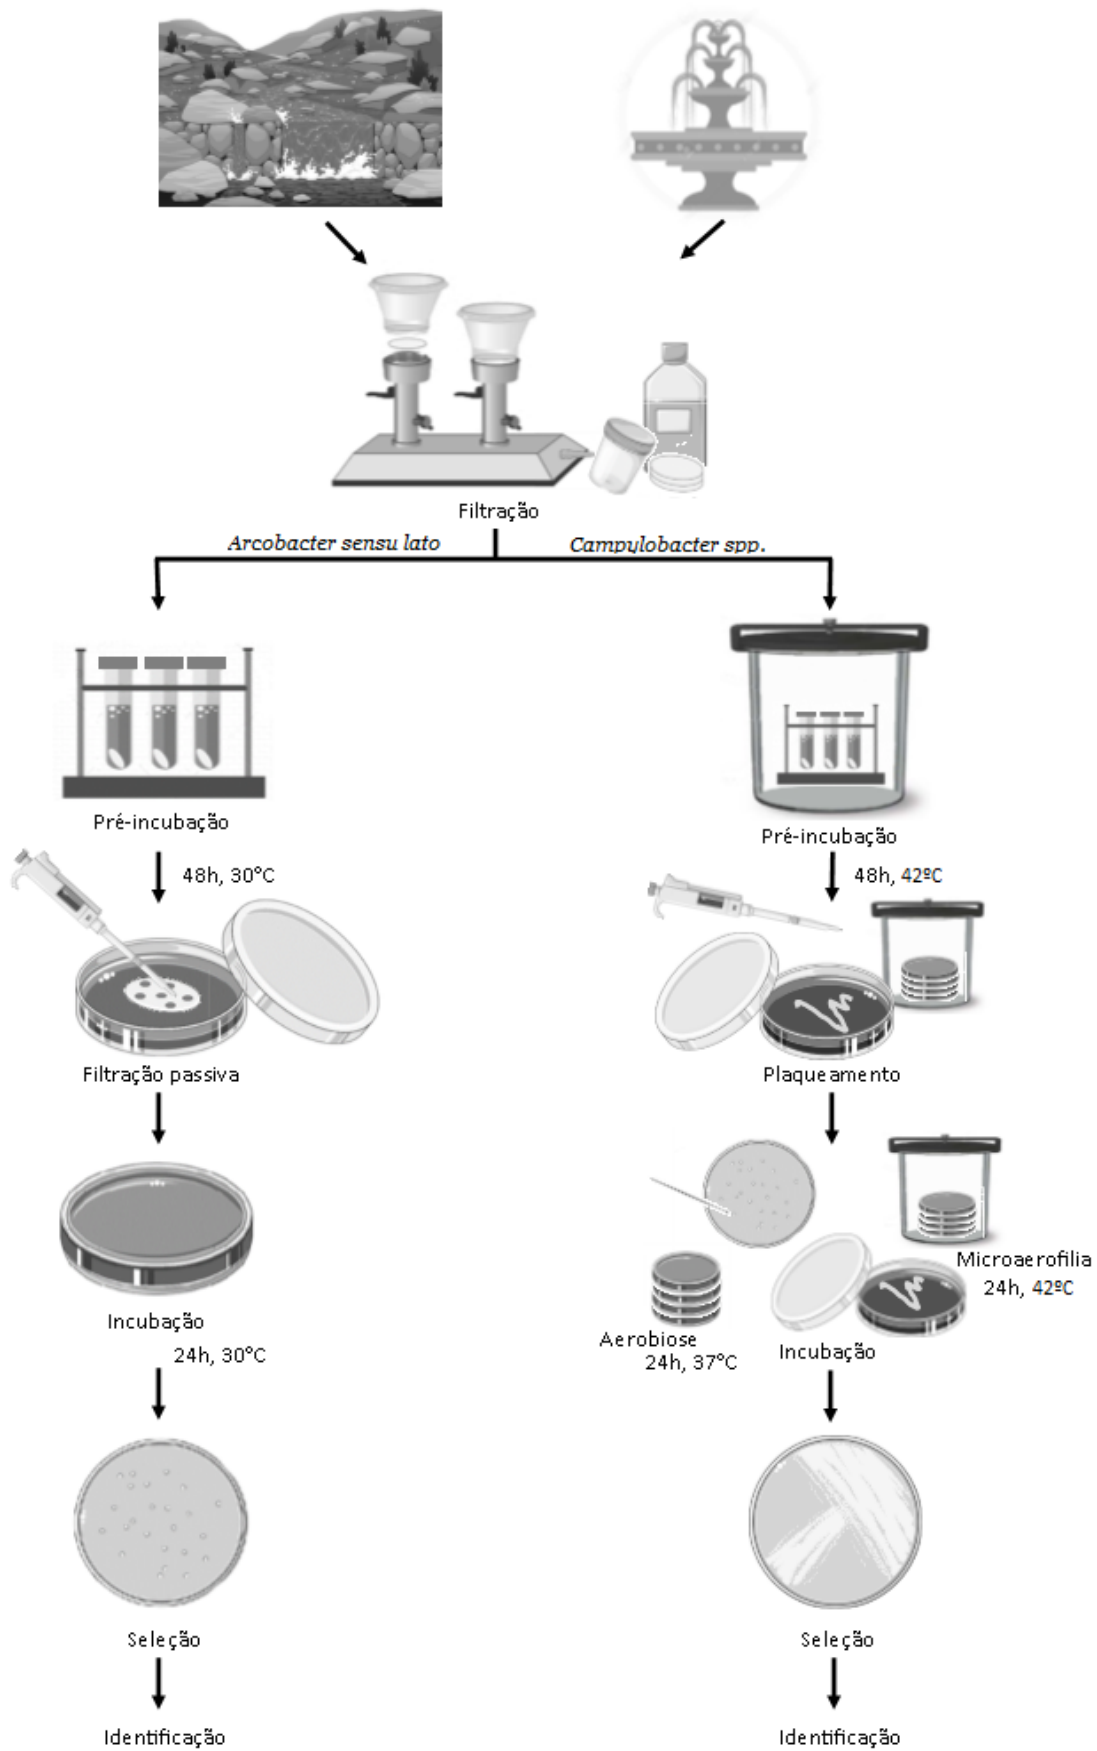 Filtração
Arcobacter sensu lato
Campylobacter spp.
Pré-incubação
Pré-incubação
48h, 30°C
48h, 42ºC
Filtração passiva
Plaqueamento
Microaerofilia
24h, 42ºC
Incubação
Aerobiose
24h, 37°C
Incubação
24h, 30°C
Seleção
Seleção
Identificação
Identificação